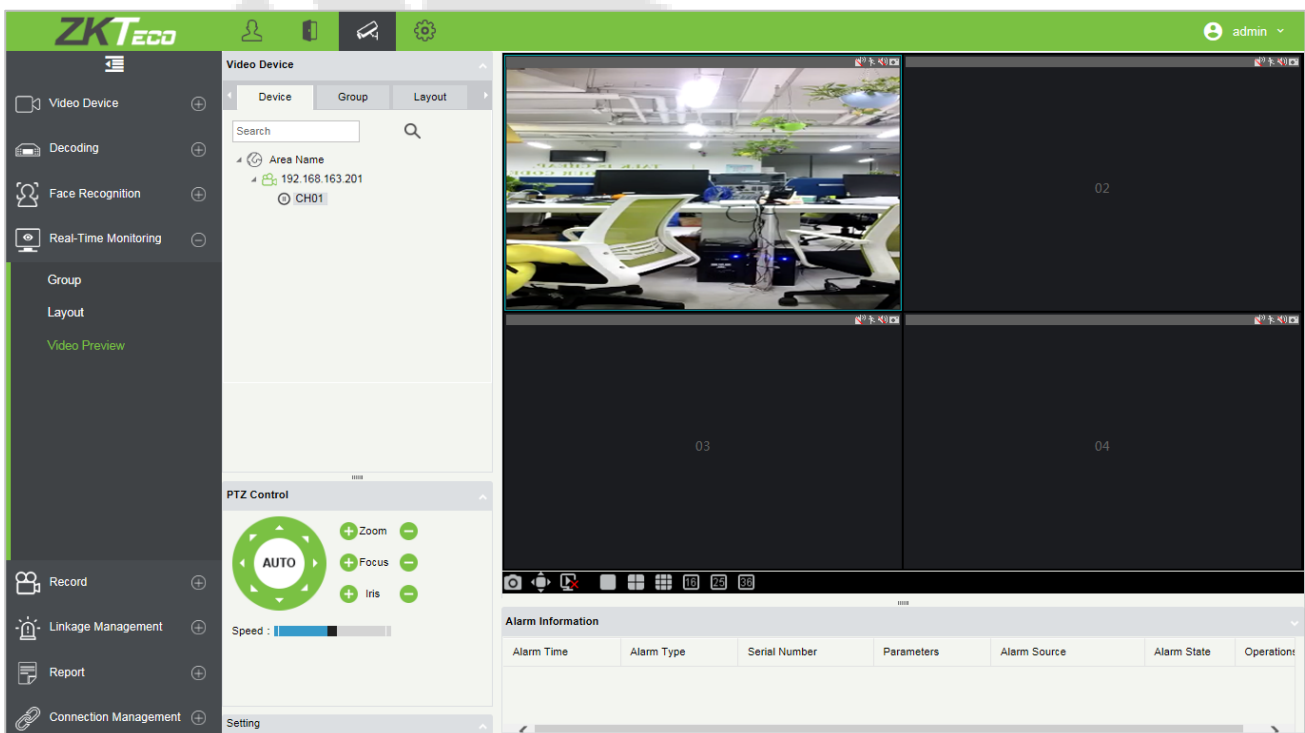 ZKTECO
admin
Video Device
Decoding
Face Recognition
Real-Time Monitoring
Group
Layout
Video Preview
Record
Linkage Management
Report
Connection Management
Video Device
Device Group Layout
Search
Area Name
192.168.163.201
CH01
PTZ Control
AUTO
Zoom
Focus
Iris
Speed :
Setting
02
03
04
16 25 36
Alarm Information
Alarm Time Alarm Type Serial Number Parameters Alarm Source Alarm State Operations